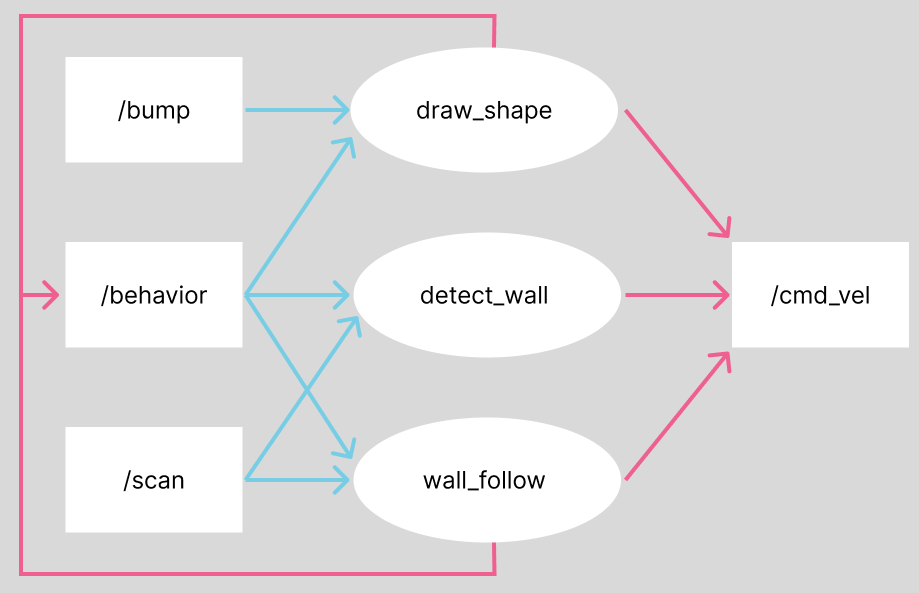 /bump
draw_shape
/behavior
detect_wall
/cmd_vel
/scan
wall_follow